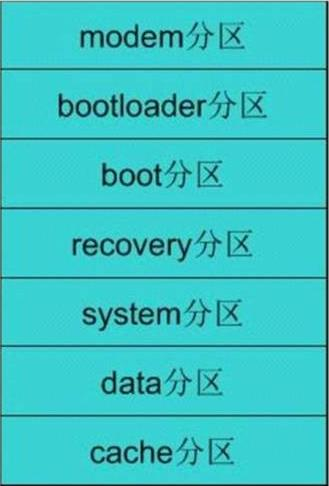 modem分区
bootloader分区
boot分区
recovery分区
system分区
data分区
cache分区